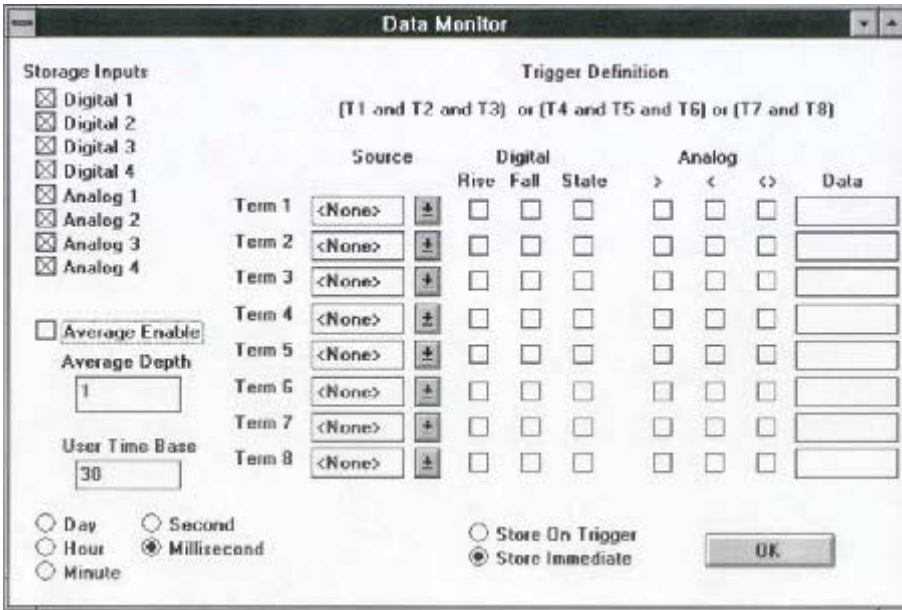 Data Monitor
Storage Inputs
Digital 1
Digital 2
Digital 3
Digital 4
Analog 1
Analog 2
Analog 3
Analog 4
Average Enable
Average Depth
1
User Time Base
30
Day
Hour
Minute
Second
Millisecond
Trigger Definition
(T1 and T2 and T3) or (T4 and T5 and T6) or (T7 and T8)
Source Digital Analog
Rise Fall State > < <> Data
Term 1 <None>
Term 2 <None>
Term 3 <None>
Term 4 <None>
Term 5 <None>
Term 6 <None>
Term 7 <None>
Term 8 <None>
Store On Trigger
Store Immediate
OK